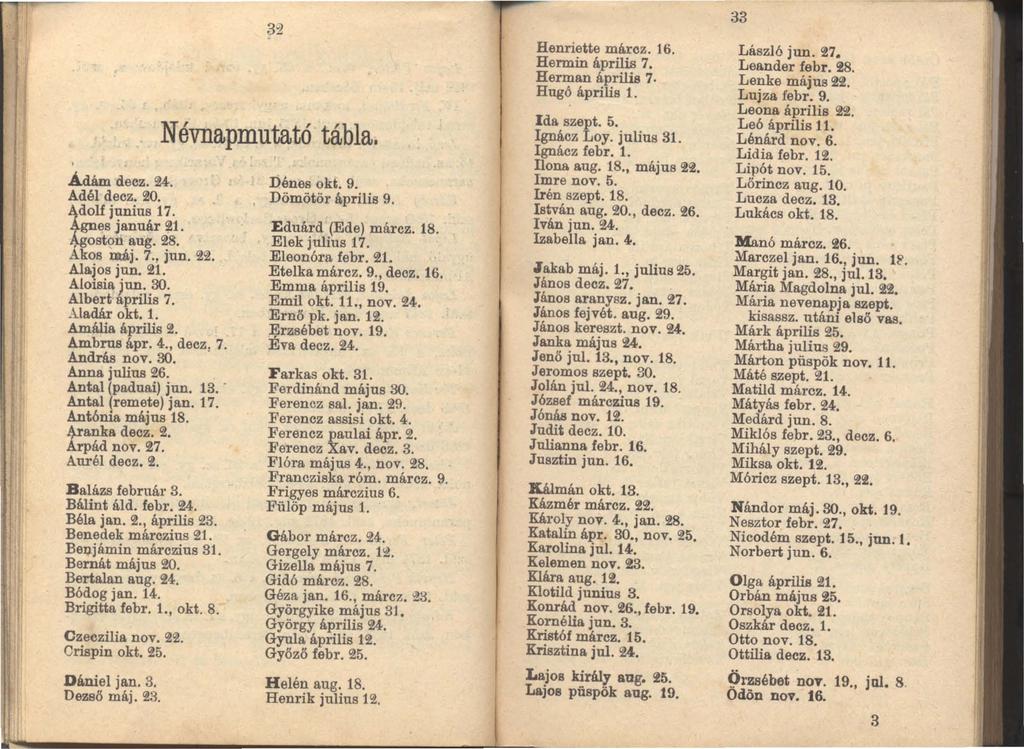 32
Névnapmutató tábla.
Ádám decz. 24.
Adél decz. 20.
Adolf junius 17.
Ágnes január 21.
Ágoston aug. 28.
Ákos máj. 7., jun. 22.
Alajos jun. 21.
Aloisia jun. 30.
Albert április 7.
Aladár okt. 1.
Amália április 2.
Ambrus ápr. 4., decz. 7.
András nov. 30.
Anna julius 26.
Antal (paduai) jun. 13.
Antal (remete) jan. 17.
Antónia május 18.
Aranka decz. 2.
Árpád nov. 27.
Aurél decz. 2.
Balázs február 3.
Bálint áld. febr. 24.
Béla jan. 2., április 23.
Benedek márczius 21.
Benjámin márczius 31.
Bernát május 20.
Bertalan aug. 24.
Bódog jan. 14.
Brigitta febr. 1., okt. 8.
Czeczilia nov. 22.
Crispin okt. 25.
Dániel jan. 3.
Dezső máj. 23.
Dénes okt. 9.
Dömötör április 9.
Eduárd (Ede) márcz. 18.
Elek julius 17.
Eleonóra febr. 21.
Etelka márcz. 9., decz. 16.
Emma április 19.
Emil okt. 11., nov. 24.
Ernő pk. jan. 12.
Erzsébet nov. 19.
Éva decz. 24.
Farkas okt. 31.
Ferdinánd május 30.
Ferencz sal. jan. 29.
Ferencz assisi okt. 4.
Ferencz paulai ápr. 2.
Ferencz Xav. decz. 3.
Flóra május 4., nov. 28.
Francziska róm. márcz. 9.
Frigyes márczius 6.
Fülöp május 1.
Gábor márcz. 24.
Gergely márcz. 12.
Gizella május 7.
Gidó márcz. 28.
Géza jan. 16., márcz. 23.
Györgyike május 31.
György április 24.
Gyula április 12.
Győző febr. 25.
Helén aug. 18.
Henrik julius 12.
33
Henriette márcz. 16.
Hermin április 7.
Herman április 7.
Hugó április 1.
Ida szept. 5.
Ignácz Loy. julius 31.
Ignácz febr. 1.
Ilona aug. 18., május 22.
Imre nov. 5.
Irén szept. 18.
István aug. 20., decz. 26.
Iván jun. 24.
Izabella jan. 4.
Jakab máj. 1., julius 25.
János decz. 27.
János aranysz. jan. 27.
János fejvét. aug. 29.
János kereszt. nov. 24.
Janka május 24.
Jenő jul. 13., nov. 18.
Jeromos szept. 30.
Jolán jul. 24., nov. 18.
József márczius 19.
Jónás nov. 12.
Judit decz. 10.
Julianna febr. 16.
Jusztin jun. 16.
Kálmán okt. 13.
Kázmér márcz. 22.
Károly nov. 4., jan. 28.
Katalin ápr. 30., nov. 25.
Karolina jul. 14.
Kelemen nov. 23.
Klára aug. 12.
Klotild junius 3.
Konrád nov. 26., febr. 19.
Kornélia jun. 3.
Kristóf márcz. 15.
Krisztina jul. 24.
Lajos király aug. 25.
Lajos püspök aug. 19.
László jun. 27.
Leander febr. 28.
Lenke május 22.
Lujza febr. 9.
Leona április 22.
Leó április 11.
Lénárd nov. 6.
Lidia febr. 12.
Lipót nov. 15.
Lőrincz aug. 10.
Lucza decz. 13.
Lukács okt. 18.
Manó márcz. 26.
Marczel jan. 16., jun.
Margit jan. 28., jul. 13.
Mária Magdolna jul. 22.
Mária nevenapja szept.
kisassz. utáni első vas.
Márk április 25.
Mártha julius 29.
Márton püspök nov. 11.
Máté szept. 21.
Matild márcz. 14.
Mátyás febr. 24.
Medárd jun. 8.
Miklós febr. 23., decz. 6.
Mihály szept. 29.
Miksa okt. 12.
Móricz szept. 13., 22.
Nándor máj. 30., okt. 19.
Nesztor febr. 27.
Nicodém szept. 15., jun. 1.
Norbert jun. 6.
Olga április 21.
Orbán május 25.
Orsolya okt. 21.
Oszkár decz. 1.
Otto nov. 18.
Ottilia decz. 13.
Örzsébet nov. 19., jul. 8.
Ödön nov. 16.
3